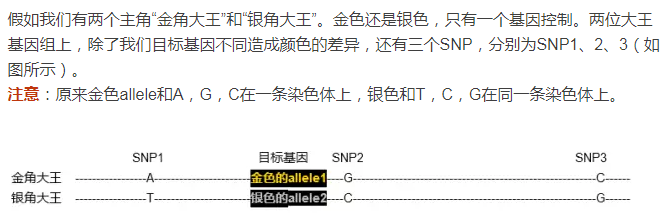 假如我们有两个主角“金角大王”和“银角大王”。金色还是银色，只有一个基因控制。两位大王
基因组上，除了我们目标基因不同造成颜色的差异，还有三个SNP，分别为SNP1、2、3（如
图所示）。
注意：原来金色allele和A，G，C在一条染色体上，银色和T，C，G在同一条染色体上。
SNP1 目标基因 SNP2 SNP3
金角大王 A 金色的allele1 G C
银角大王 T 银色的allele2 C G